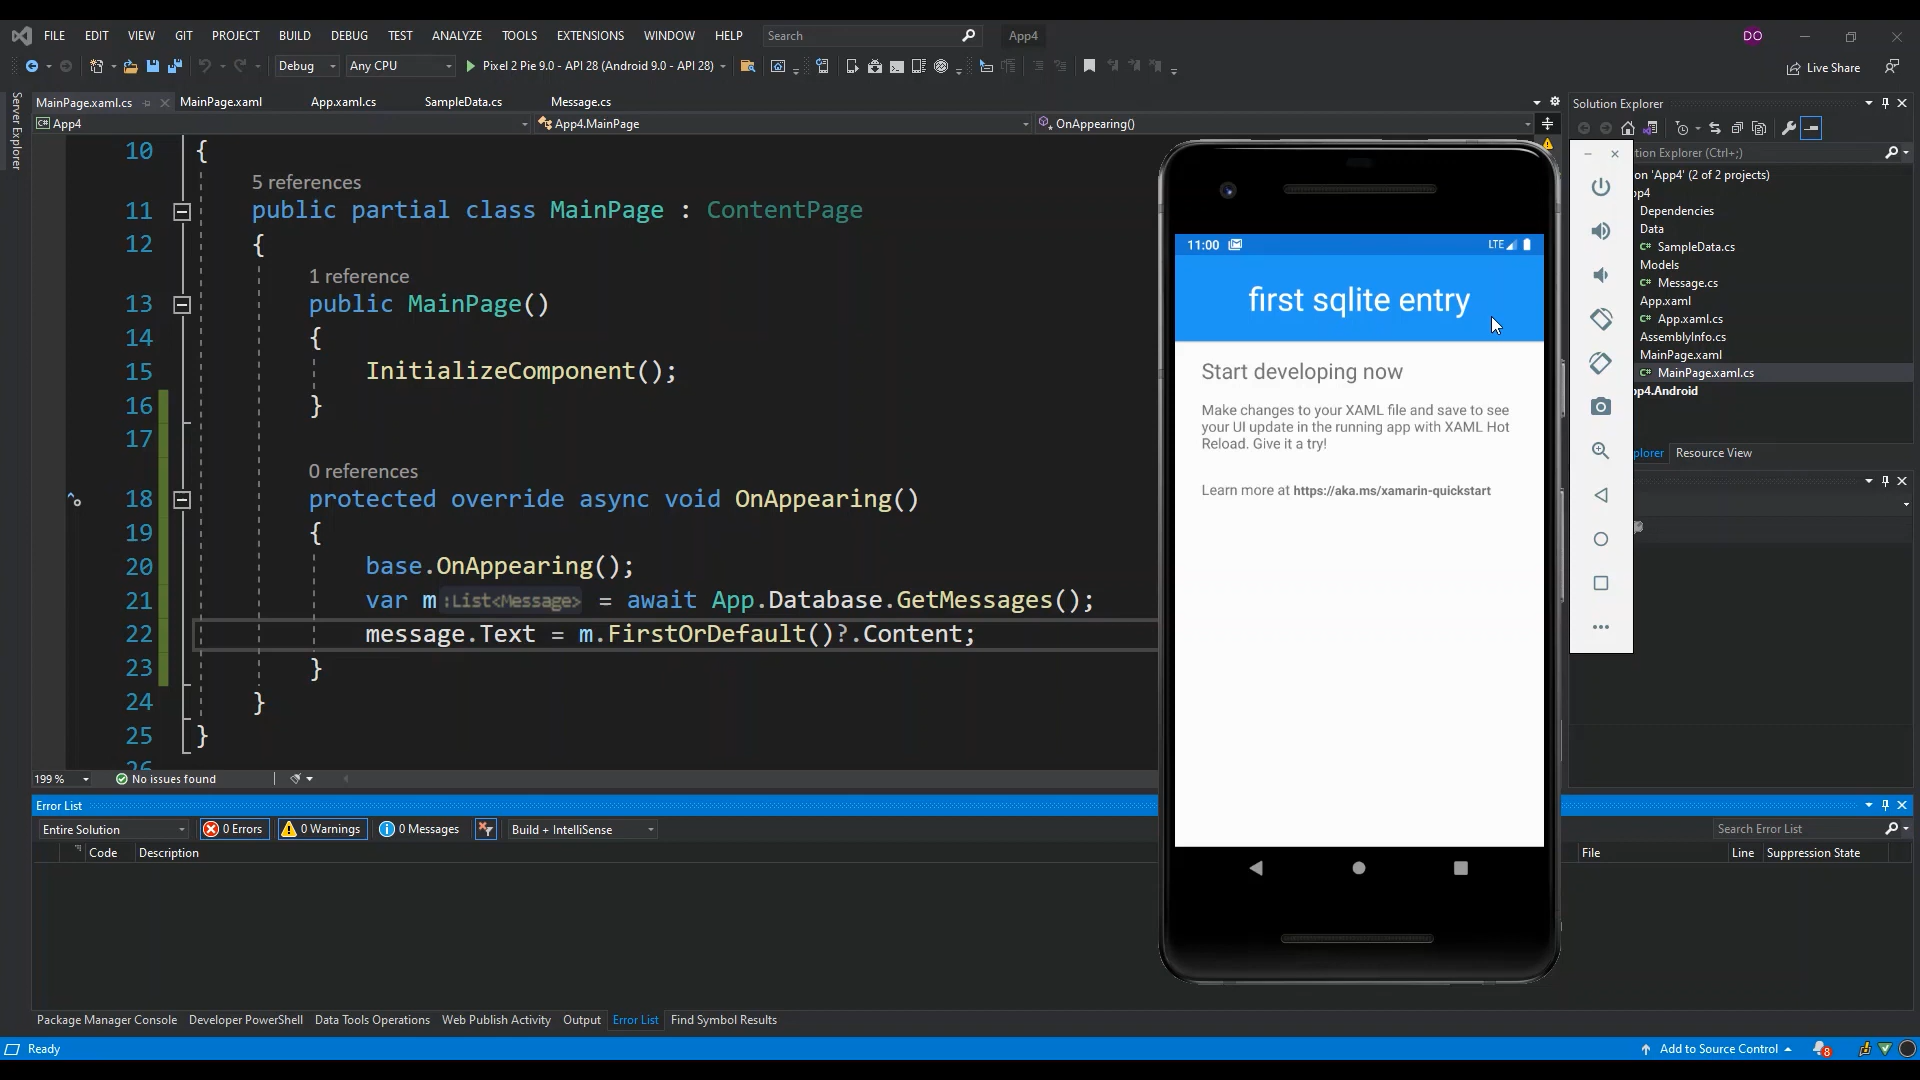 FILE EDIT VIEW GIT PROJECT BUILD DEBUG TEST ANALYZE TOOLS EXTENSIONS WINDOW HELP Search App4 DO
Debug Any CPU Pixel 2 Pie 9.0 - API 28 (Android 9.0 - API 28) Live Share
Server Explorer
MainPage.xaml.cs MainPage.xaml App.xaml.cs SampleData.cs Message.cs
App4 App4.MainPage OnAppearing()
10 {
5 references
11 public partial class MainPage : ContentPage
12 {
1 reference
13 public MainPage()
14 {
15 InitializeComponent();
16 }
17
0 references
18 protected override async void OnAppearing()
19 {
20 base.OnAppearing();
21 var m :List<Message> = await App.Database.GetMessages();
22 message.Text = m.FirstOrDefault()?.Content;
23 }
24 }
25 }
26
199 % No issues found
11:00 LTE
first sqlite entry
Start developing now
Make changes to your XAML file and save to see
your UI update in the running app with XAML Hot
Reload. Give it a try!
Learn more at https://aka.ms/xamarin-quickstart
Solution Explorer
tion Explorer (Ctrl+;)
on 'App4' (2 of 2 projects)
pp4
Dependencies
Data
C# SampleData.cs
Models
C# Message.cs
App.xaml
C# App.xaml.cs
AssemblyInfo.cs
MainPage.xaml
C# MainPage.xaml.cs
pp4.Android
plorer Resource View
Error List
Entire Solution 0 Errors 0 Warnings 0 Messages Build + IntelliSense Search Error List
Code Description File Line Suppression State
Package Manager Console Developer PowerShell Data Tools Operations Web Publish Activity Output Error List Find Symbol Results
Ready Add to Source Control 8